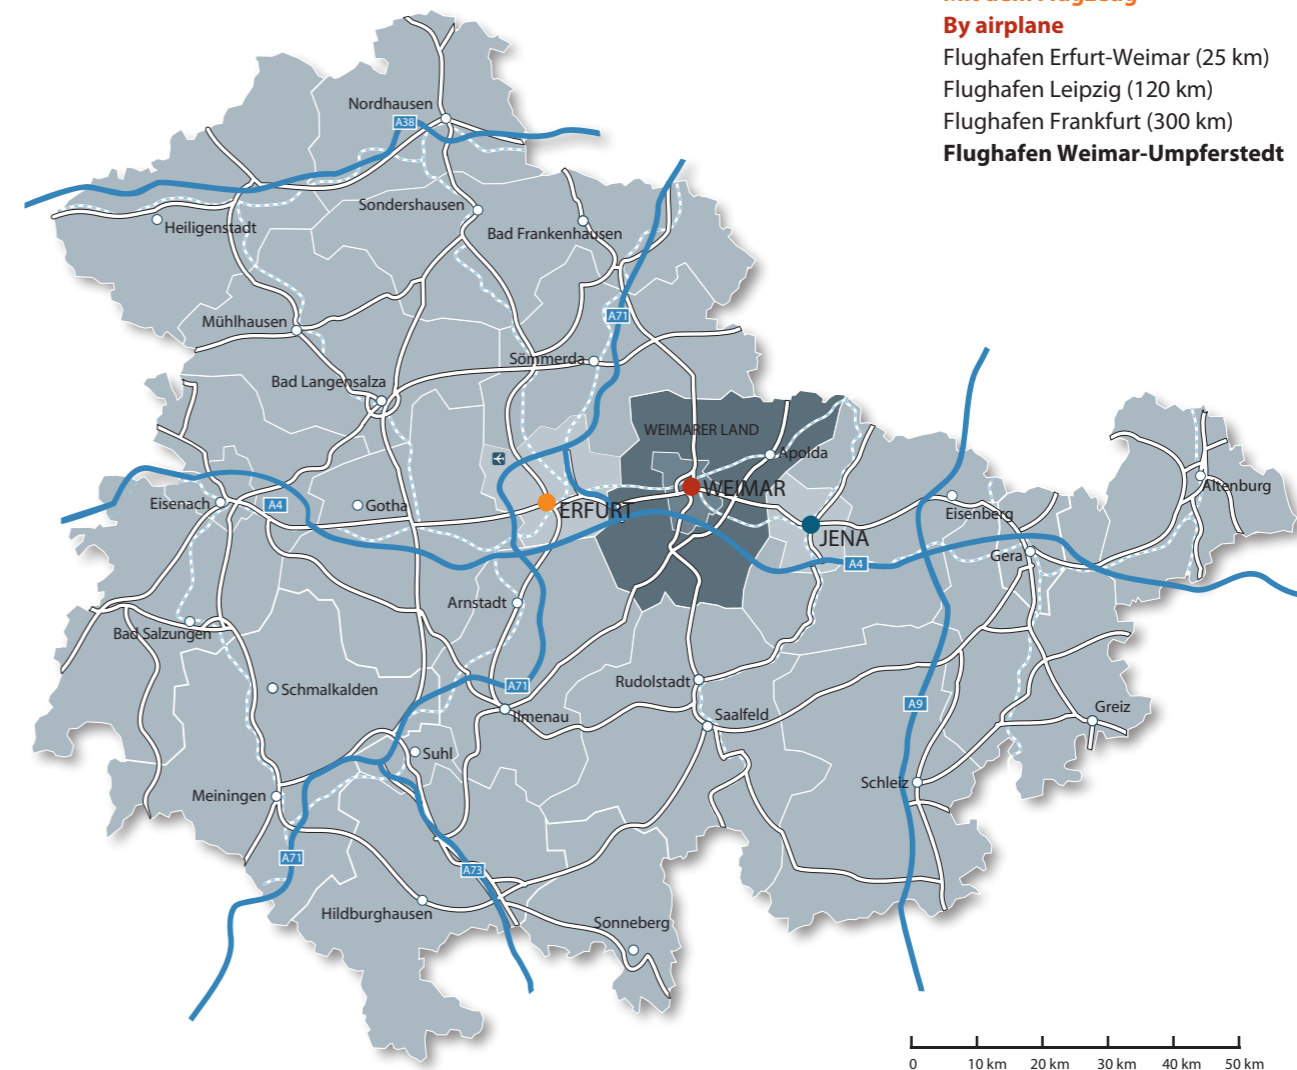 Mit dem Flugzeug
By airplane
Flughafen Erfurt-Weimar (25 km)
Flughafen Leipzig (120 km)
Flughafen Frankfurt (300 km)
Flughafen Weimar-Umpferstedt
Nordhausen
A38
Sondershausen
Heiligenstadt
Bad Frankenhausen
A71
Mühlhausen
Sömmerda
Bad Langensalza
WEIMARER LAND
Apolda
Eisenach
A4
Gotha
ERFURT
WEIMAR
JENA
Eisenberg
Altenburg
Gera
A4
Arnstadt
Bad Salzungen
Schmalkalden
A71
Rudolstadt
Ilmenau
Saalfeld
A9
Greiz
Suhl
Schleiz
Meiningen
A71
A73
Hildburghausen
Sonneberg
0 10 km 20 km 30 km 40 km 50 km